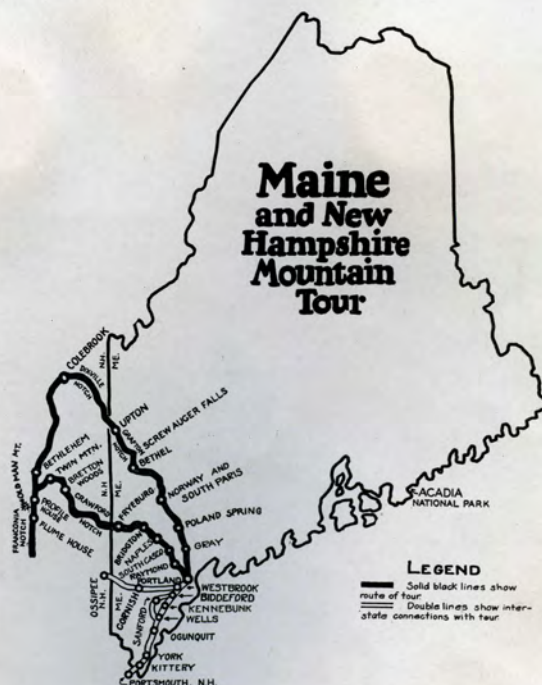 Maine
and New
Hampshire
Mountain
Tour
COLEBROOK
DIXVILLE
NOTCH
N.H.
ME.
UPTON
GRAFTON
NOTCH
SCREW AUGER FALLS
BETHEL
BETHLEHEM
TWIN MTN.
BRETTON
WOODS
OLD MAN MT.
PROFILE
HOUSE
FRANCONIA
NOTCH
FLUME HOUSE
CRAWFORD
NOTCH
N.H
ME.
FRYEBURG
NORWAY AND
SOUTH PARIS
POLAND SPRING
GRAY
BRIDGTON
NAPLES
SOUTH CASCO
RAYMOND
PORTLAND
ACADIA
NATIONAL PARK
OSSIPEE
N.H.
ME.
CORNISH
SANFORD
WESTBROOK
BIDDEFORD
KENNEBUNK
WELLS
OGUNQUIT
YORK
KITTERY
PORTSMOUTH, N.H.
LEGEND
Solid black lines show
route of tour
Double lines show inter-
state connections with tour